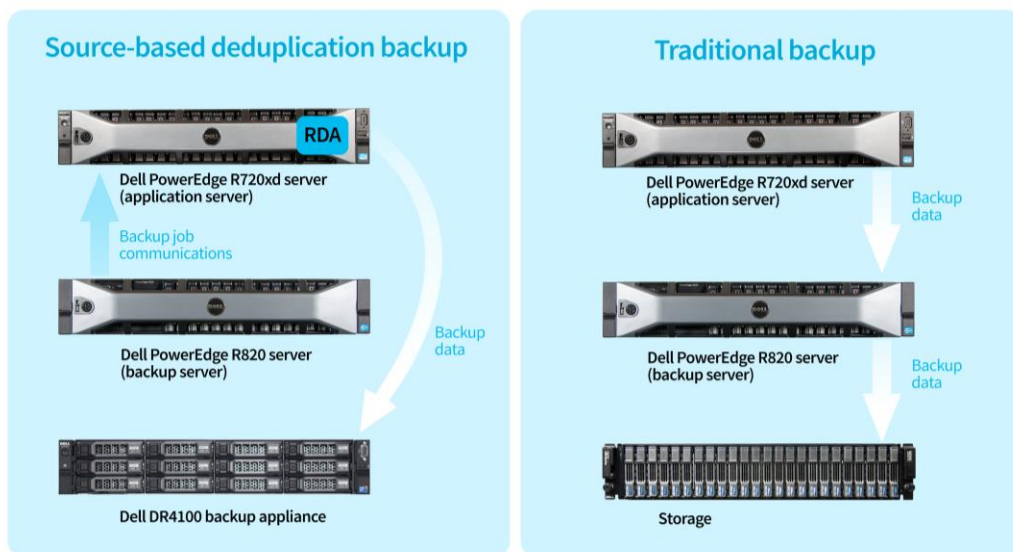 Source-based deduplication backup
RDA
Dell PowerEdge R720xd server
(application server)
Backup job
communications
Dell PowerEdge R820 server
(backup server)
Backup
data
Dell DR4100 backup appliance
Traditional backup
Dell PowerEdge R720xd server
(application server)
Backup
data
Dell PowerEdge R820 server
(backup server)
Backup
data
Storage